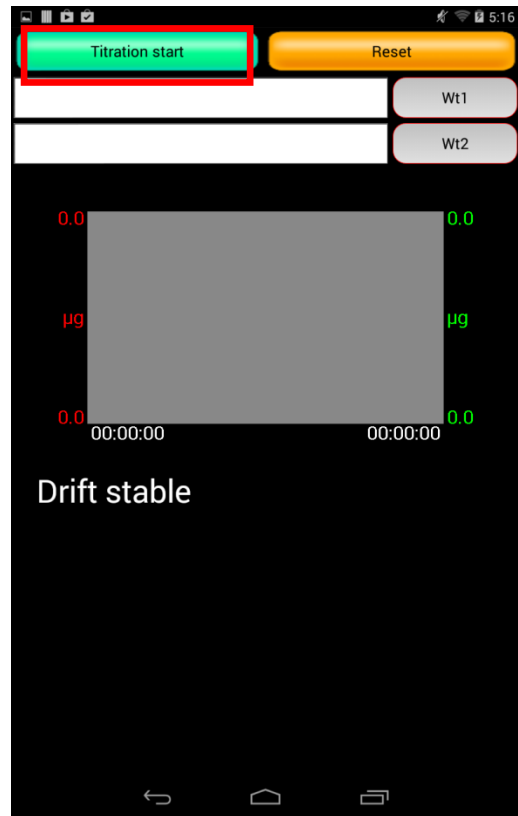 5:16
Titration start Reset
Wt1
Wt2
0.0 0.0
µg µg
0.0 0.0
00:00:00 00:00:00
Drift stable